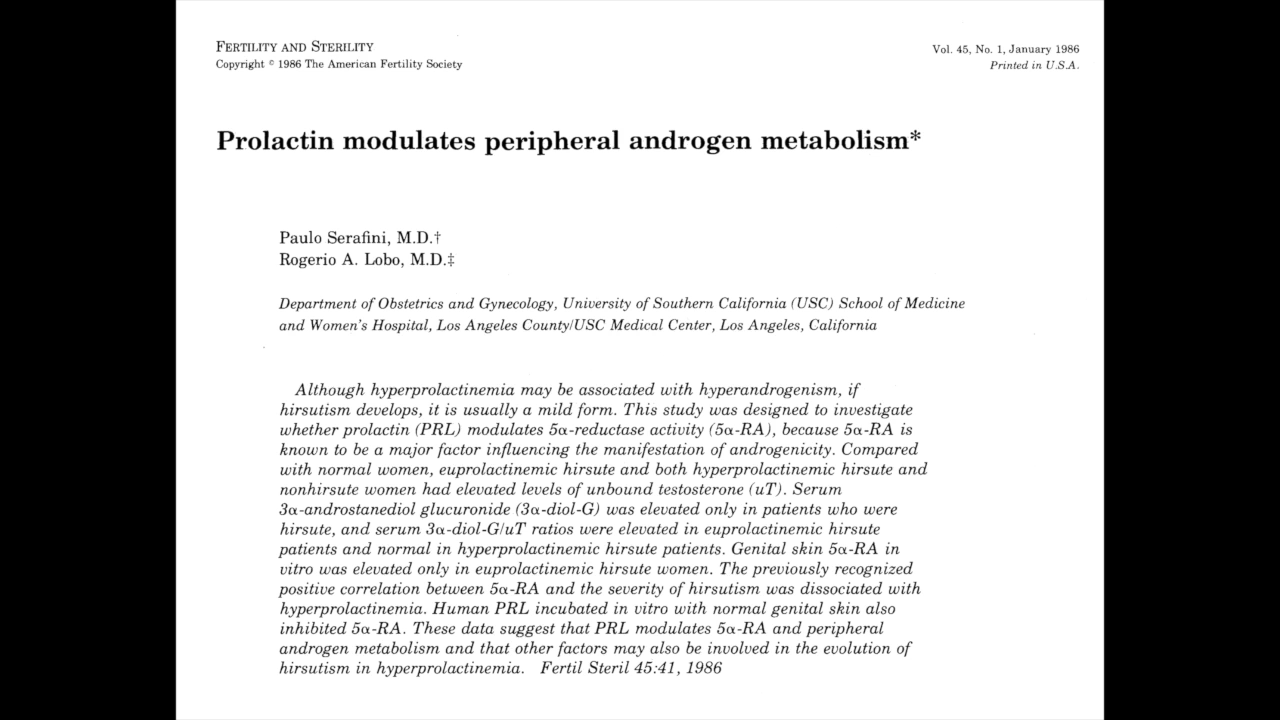 FERTILITY AND STERILITY
Copyright © 1986 The American Fertility Society
Vol. 45, No. 1, January 1986
Printed in U.S.A.
Prolactin modulates peripheral androgen metabolism*
Paulo Serafini, M.D.†
Rogerio A. Lobo, M.D.‡
Department of Obstetrics and Gynecology, University of Southern California (USC) School of Medicine
and Women's Hospital, Los Angeles County/USC Medical Center, Los Angeles, California
Although hyperprolactinemia may be associated with hyperandrogenism, if
hirsutism develops, it is usually a mild form. This study was designed to investigate
whether prolactin (PRL) modulates 5α-reductase activity (5α-RA), because 5α-RA is
known to be a major factor influencing the manifestation of androgenicity. Compared
with normal women, euprolactinemic hirsute and both hyperprolactinemic hirsute and
nonhirsute women had elevated levels of unbound testosterone (uT). Serum
3α-androstanediol glucuronide (3α-diol-G) was elevated only in patients who were
hirsute, and serum 3α-diol-G/uT ratios were elevated in euprolactinemic hirsute
patients and normal in hyperprolactinemic hirsute patients. Genital skin 5α-RA in
vitro was elevated only in euprolactinemic hirsute women. The previously recognized
positive correlation between 5α-RA and the severity of hirsutism was dissociated with
hyperprolactinemia. Human PRL incubated in vitro with normal genital skin also
inhibited 5α-RA. These data suggest that PRL modulates 5α-RA and peripheral
androgen metabolism and that other factors may also be involved in the evolution of
hirsutism in hyperprolactinemia. Fertil Steril 45:41, 1986